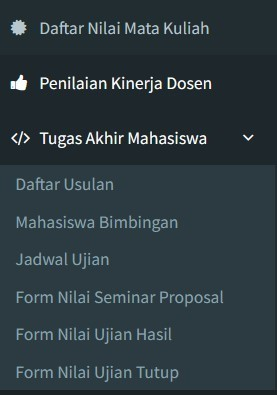 Daftar Nilai Mata Kuliah
Penilaian Kinerja Dosen
Tugas Akhir Mahasiswa
Daftar Usulan
Mahasiswa Bimbingan
Jadwal Ujian
Form Nilai Seminar Proposal
Form Nilai Ujian Hasil
Form Nilai Ujian Tutup